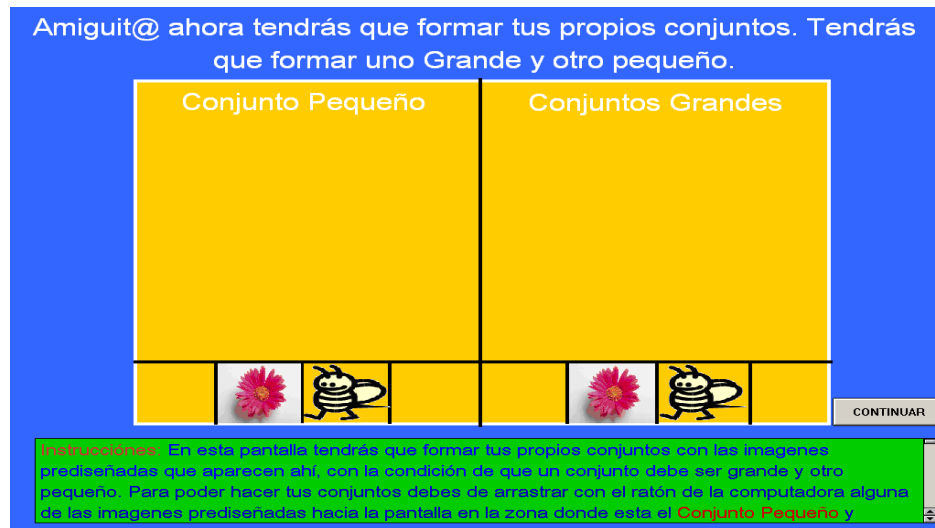 Amiguit@ ahora tendrás que formar tus propios conjuntos. Tendrás
que formar uno Grande y otro pequeño.
Conjunto Pequeño
Conjuntos Grandes
CONTINUAR
Instrucciónes: En esta pantalla tendrás que formar tus propios conjuntos con las imagenes
prediseñadas que aparecen ahí, con la condición de que un conjunto debe ser grande y otro
pequeño. Para poder hacer tus conjuntos debes de arrastrar con el ratón de la computadora alguna
de las imagenes prediseñadas hacia la pantalla en la zona donde esta el Conjunto Pequeño y